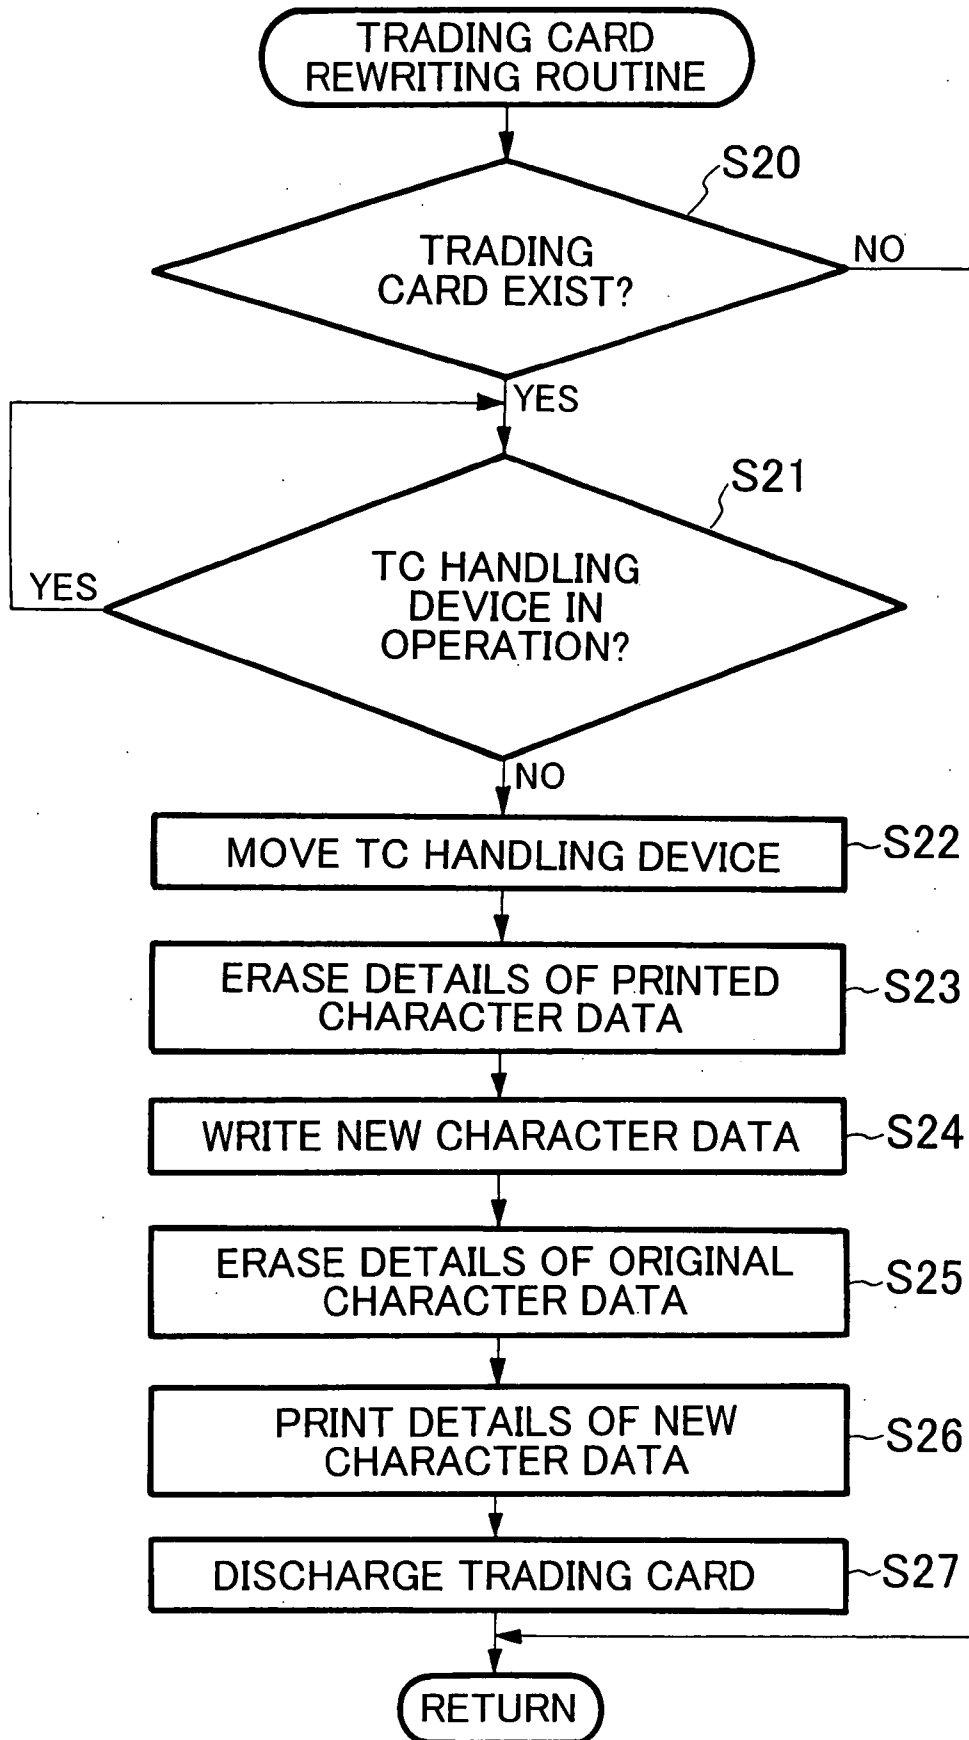 TRADING CARD
REWRITING ROUTINE
S20
TRADING
CARD EXIST?
NO
YES
S21
TC HANDLING
DEVICE IN
OPERATION?
YES
NO
MOVE TC HANDLING DEVICE
S22
ERASE DETAILS OF PRINTED
CHARACTER DATA
S23
WRITE NEW CHARACTER DATA
S24
ERASE DETAILS OF ORIGINAL
CHARACTER DATA
S25
PRINT DETAILS OF NEW
CHARACTER DATA
S26
DISCHARGE TRADING CARD
S27
RETURN